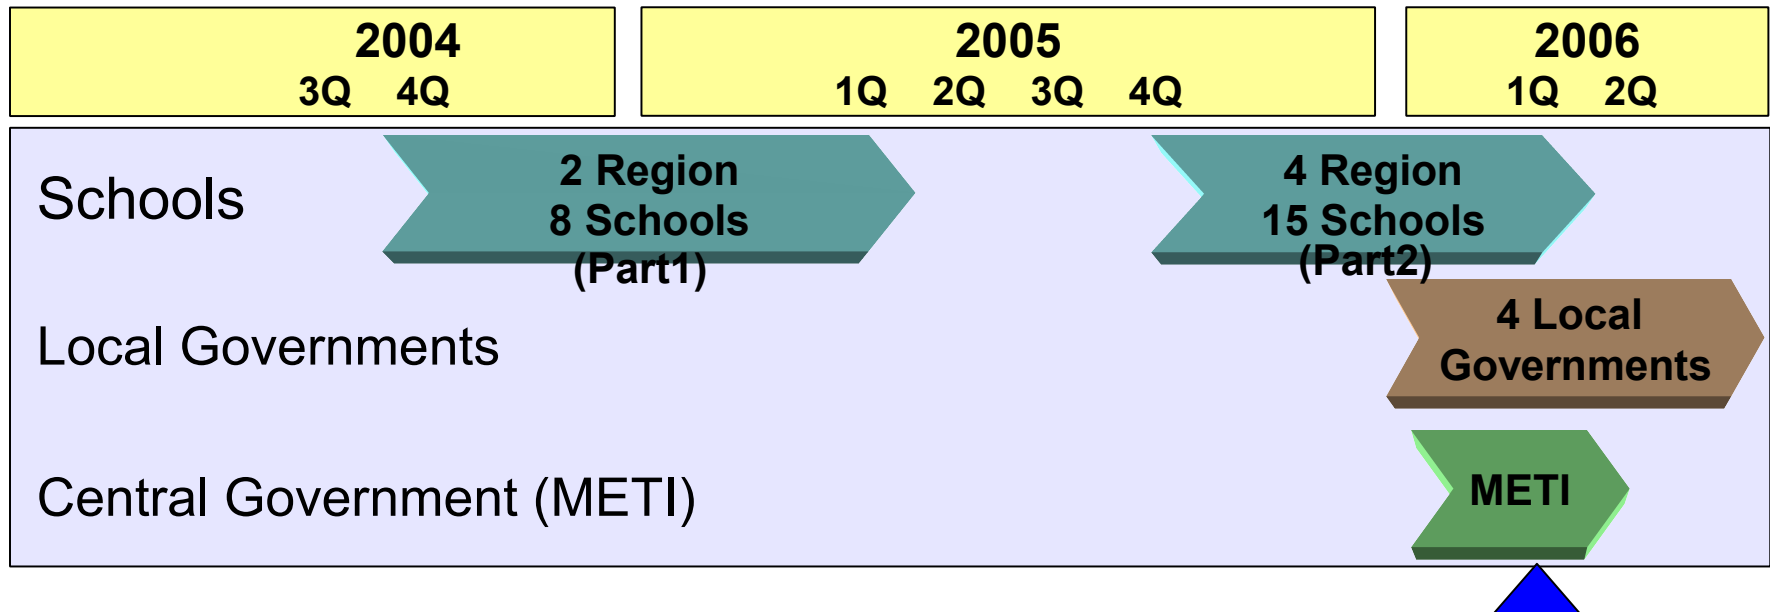 2004
3Q 4Q
2005
1Q 2Q 3Q 4Q
2006
1Q 2Q
Schools
2 Region
8 Schools
(Part1)
4 Region
15 Schools
(Part2)
Local Governments
4 Local
Governments
Central Government (METI)
METI